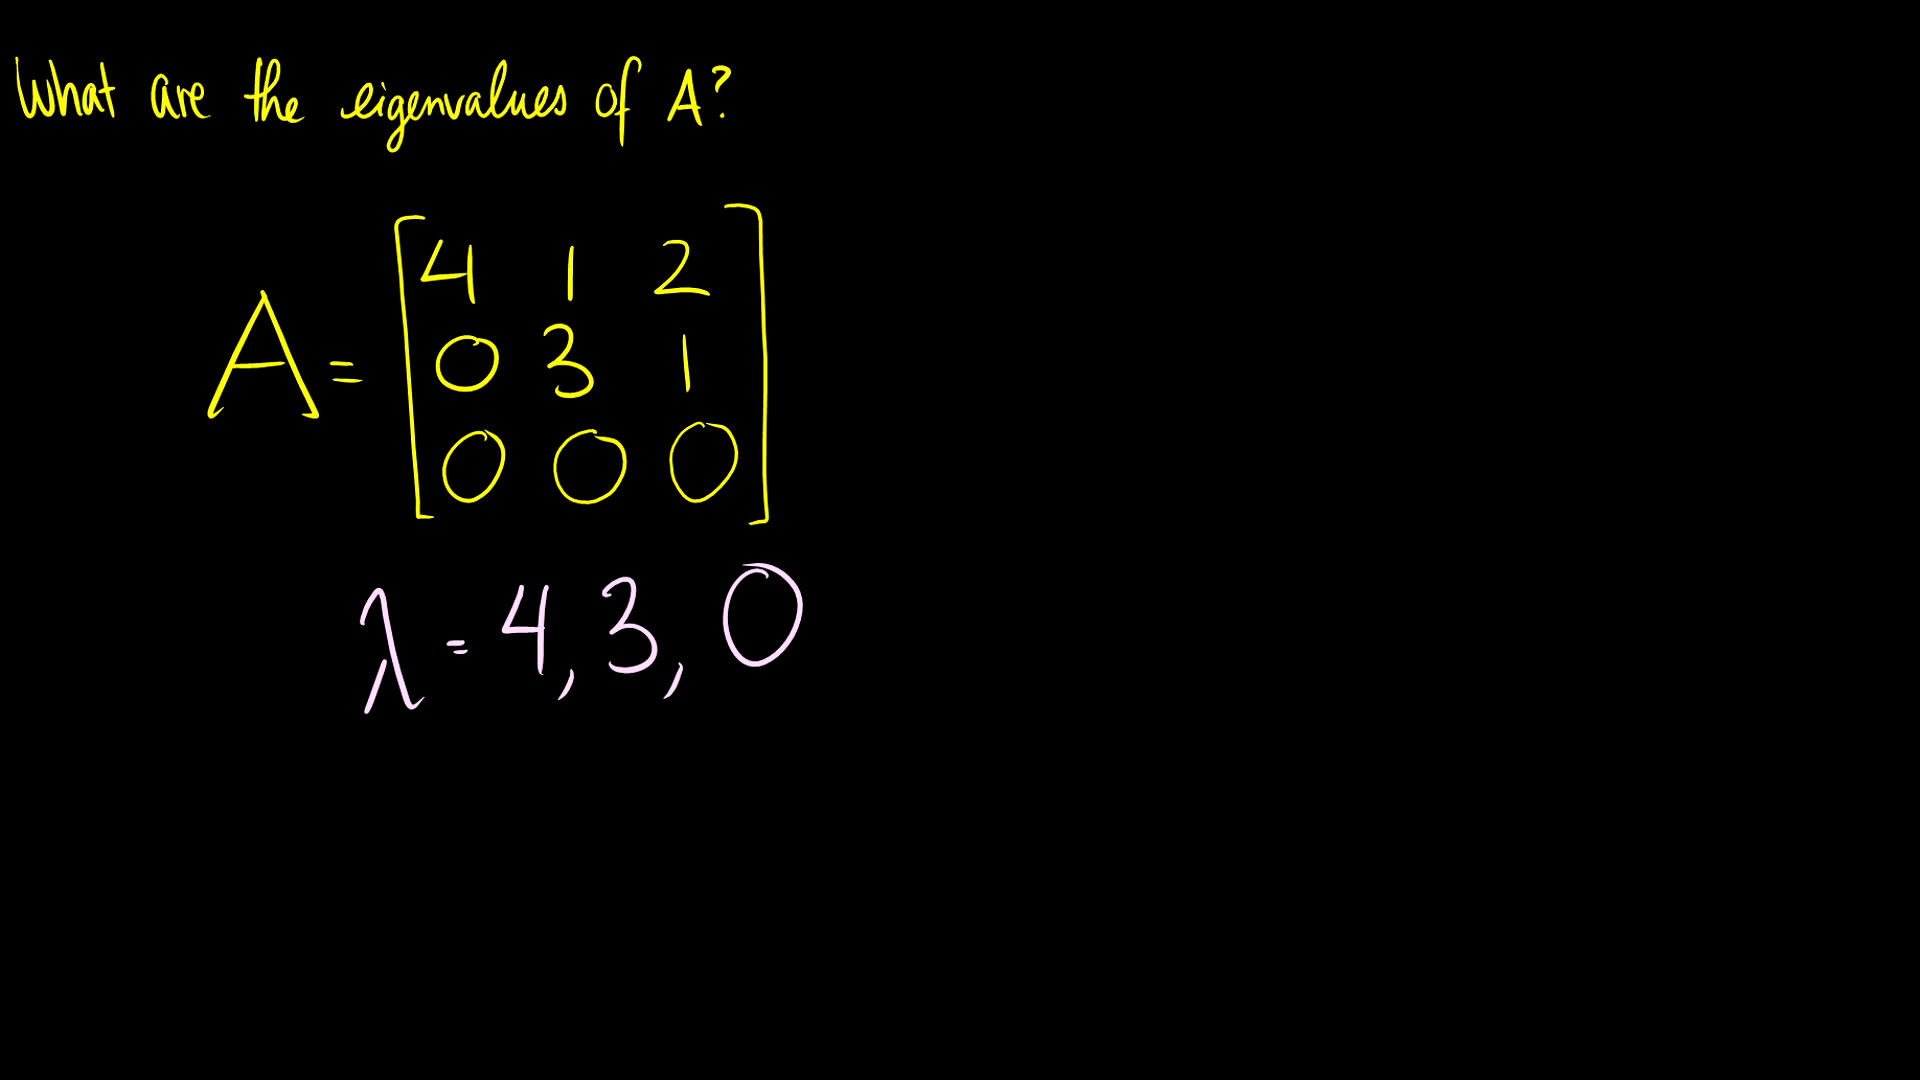 What are the eigenvalues of A?
A = [4 1 2
0 3 1
0 0 0]
λ = 4, 3, 0